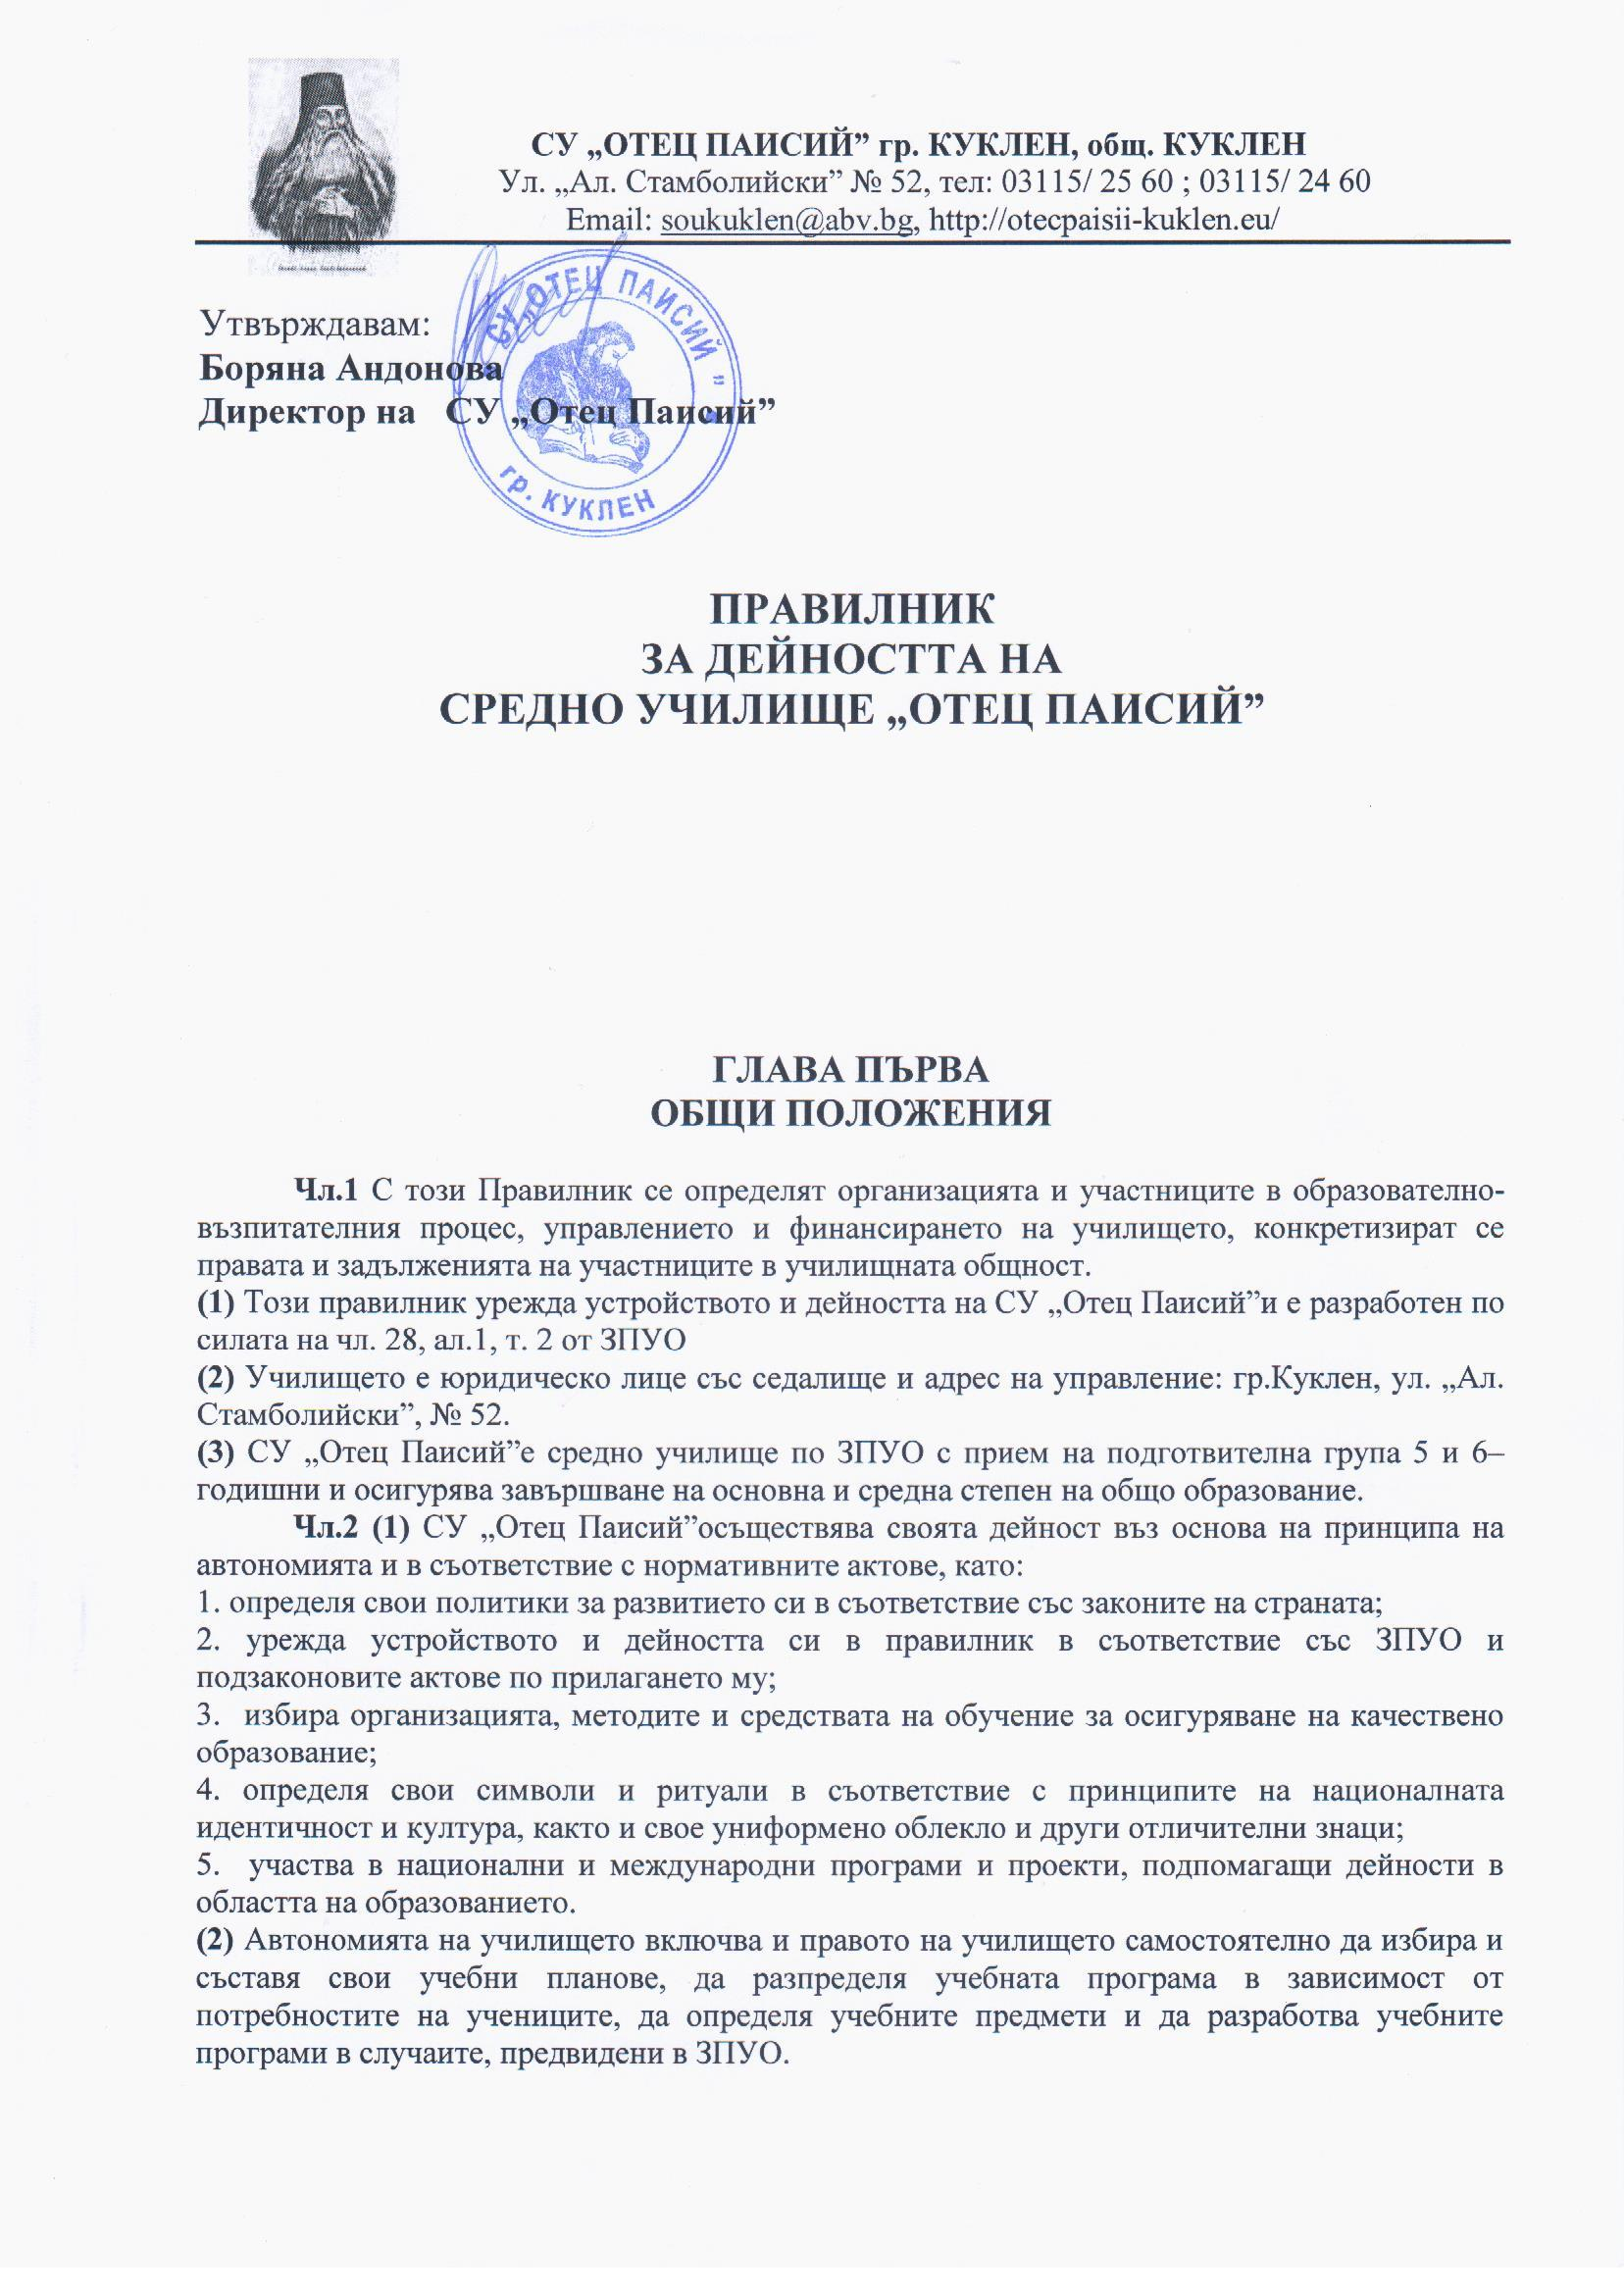 СУ „ОТЕЦ ПАИСИЙ” гр. КУКЛЕН, общ. КУКЛЕН
Ул. „Ал. Стамболийски” № 52, тел: 03115/ 25 60 ; 03115/ 24 60
Email: soukuklen@abv.bg, http://otecpaisii-kuklen.eu/
Утвърждавам:
Боряна Андонова
Директор на СУ „Отец Паисий”
СУ „ОТЕЦ ПАИСИЙ"
гр. КУКЛЕН
ПРАВИЛНИК
ЗА ДЕЙНОСТТА НА
СРЕДНО УЧИЛИЩЕ „ОТЕЦ ПАИСИЙ”
ГЛАВА ПЪРВА
ОБЩИ ПОЛОЖЕНИЯ
Чл.1 С този Правилник се определят организацията и участниците в образователно-
възпитателния процес, управлението и финансирането на училището, конкретизират се
правата и задълженията на участниците в училищната общност.
(1) Този правилник урежда устройството и дейността на СУ „Отец Паисий”и е разработен по
силата на чл. 28, ал.1, т. 2 от ЗПУО
(2) Училището е юридическо лице със седалище и адрес на управление: гр.Куклен, ул. „Ал.
Стамболийски”, № 52.
(3) СУ „Отец Паисий”е средно училище по ЗПУО с прием на подготвителна група 5 и 6–
годишни и осигурява завършване на основна и средна степен на общо образование.
Чл.2 (1) СУ „Отец Паисий”осъществява своята дейност въз основа на принципа на
автономията и в съответствие с нормативните актове, като:
1. определя свои политики за развитието си в съответствие със законите на страната;
2. урежда устройството и дейността си в правилник в съответствие със ЗПУО и
подзаконовите актове по прилагането му;
3. избира организацията, методите и средствата на обучение за осигуряване на качествено
образование;
4. определя свои символи и ритуали в съответствие с принципите на националната
идентичност и култура, както и свое униформено облекло и други отличителни знаци;
5. участва в национални и международни програми и проекти, подпомагащи дейности в
областта на образованието.
(2) Автономията на училището включва и правото на училището самостоятелно да избира и
съставя свои учебни планове, да разпределя учебната програма в зависимост от
потребностите на учениците, да определя учебните предмети и да разработва учебните
програми в случаите, предвидени в ЗПУО.